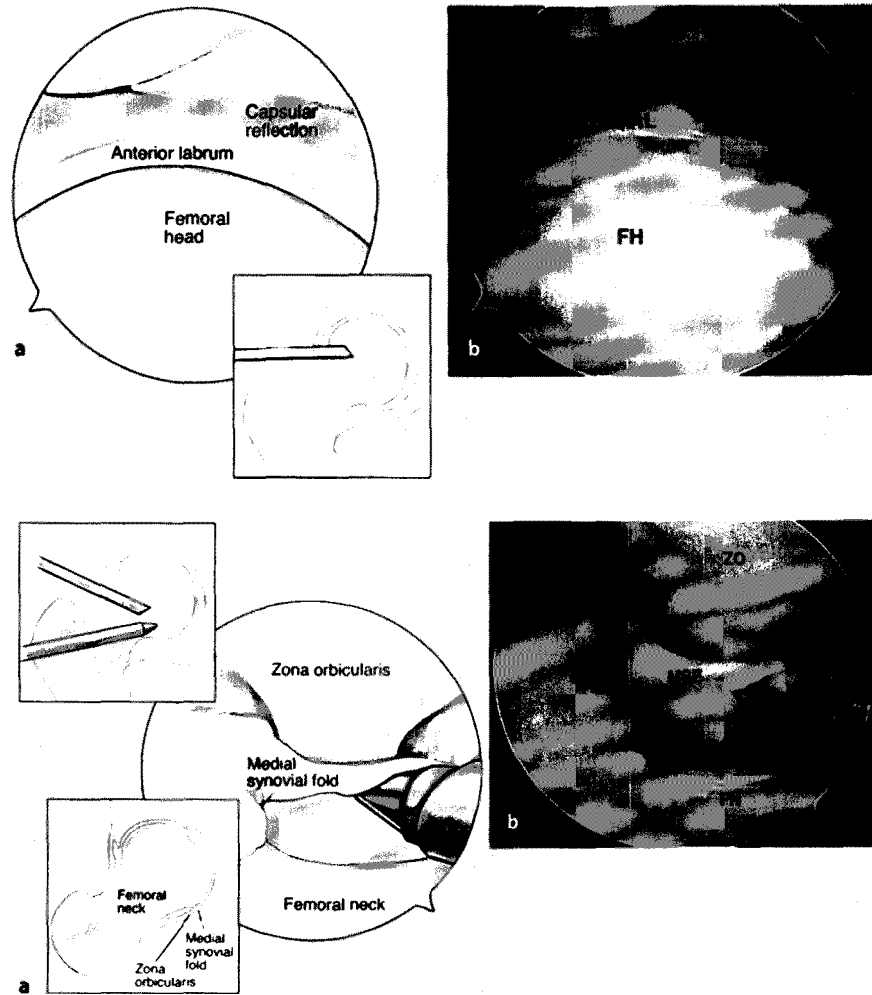 Capsular
reflection
Anterior labrum
Femoral
head
a
L
FH
b
Zona orbicularis
Medial
synovial fold
Femoral neck
Femoral
neck
Medial
synovial
fold
Zona
orbicularis
a
ZO
b